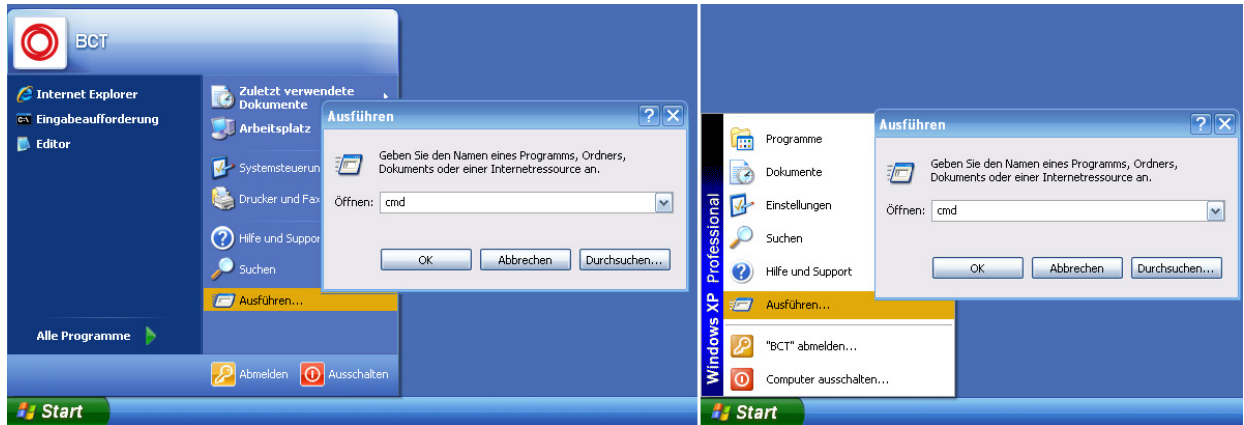 BCT
Internet Explorer
Eingabeaufforderung
Editor
Alle Programme
Zuletzt verwendete
Dokumente
Arbeitsplatz
Systemsteuerun
Drucker und Fax
Hilfe und Suppor
Suchen
Ausführen...
Abmelden
Ausschalten
Start
Ausführen
Geben Sie den Namen eines Programms, Ordners,
Dokuments oder einer Internetressource an.
Öffnen: cmd
OK Abbrechen Durchsuchen...
Windows XP Professional
Programme
Dokumente
Einstellungen
Suchen
Hilfe und Support
Ausführen...
"BCT" abmelden...
Computer ausschalten...
Start
Ausführen
Geben Sie den Namen eines Programms, Ordners,
Dokuments oder einer Internetressource an.
Öffnen: cmd
OK Abbrechen Durchsuchen...